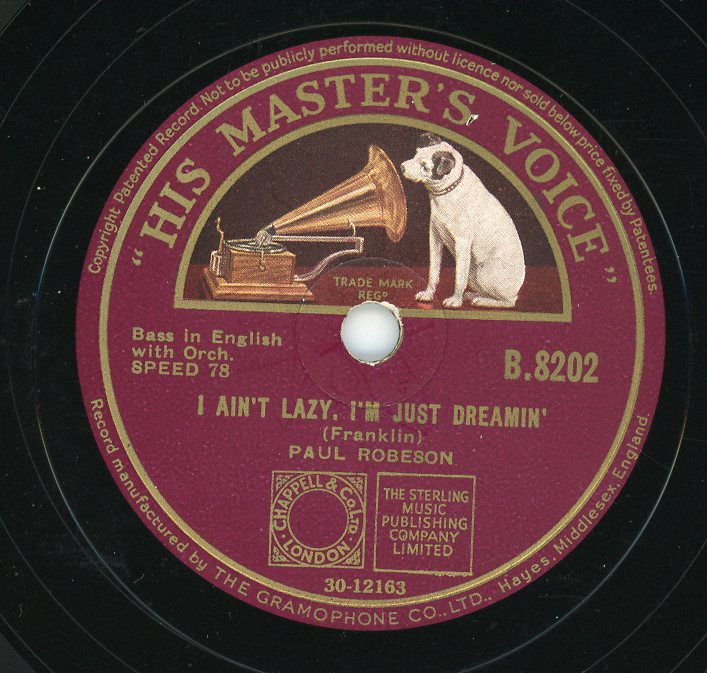 Copyright Patented Record. Not to be publicly performed without licence nor sold below price fixed by Patentees.
"HIS MASTER'S VOICE"
TRADE MARK
REGD
Bass in English
with Orch.
SPEED 78
B.8202
I AIN'T LAZY, I'M JUST DREAMIN'
(Franklin)
PAUL ROBESON
CHAPPELL & CO. LTD
· LONDON ·
THE STERLING
MUSIC
PUBLISHING
COMPANY
LIMITED
30-12163
Record manufactured by THE GRAMOPHONE CO., LTD., Hayes, Middlesex, England.